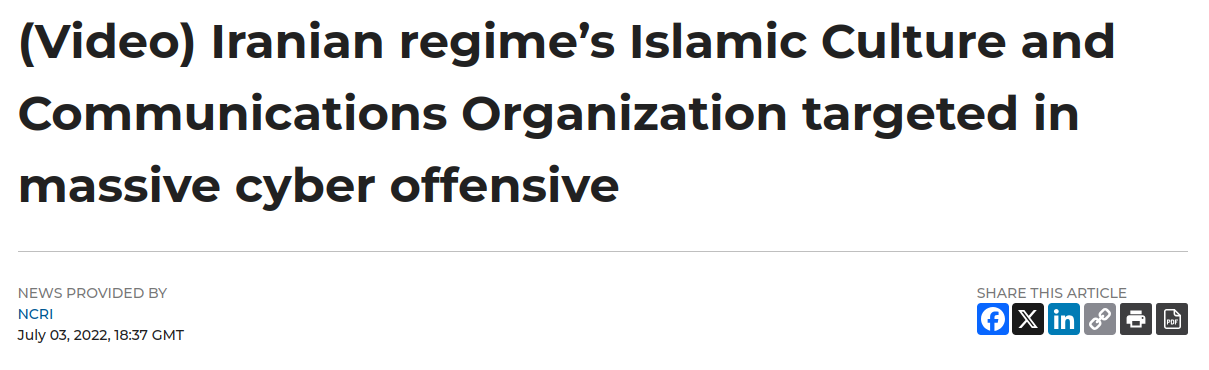 (Video) Iranian regime’s Islamic Culture and
Communications Organization targeted in
massive cyber offensive
NEWS PROVIDED BY
NCRI
July 03, 2022, 18:37 GMT
SHARE THIS ARTICLE
PDF